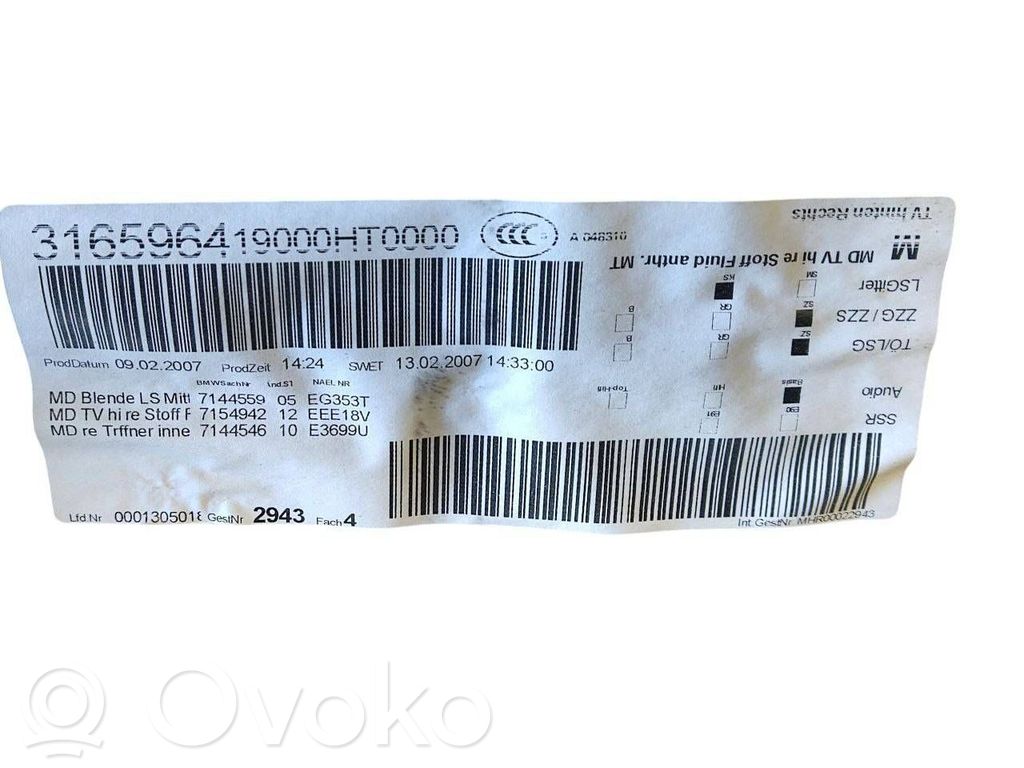 316596419000HT0000 CCC S A 048310
ProdDatum 09.02.2007 ProdZeit 14:24 SWET 13.02.2007 14:33:00
BMWSachNr Ind.ST NAEL NR
MD Blende LS Mitt 7144559 05 EG353T
MD TV hi re Stoff F 7154942 12 EEE18V
MD re Trffner inne 7144546 10 E3699U
Lfd Nr 000130501 GestNr 2943 Fach 4
Int GestNr. MHR00022943
TV hinten Rechts
M MD TV hi re Stoff Fluid anthr. MT
LSGitter SM KS
ZZG / ZZS SZ GR B
TÖ/LSG SZ GR B
Audio Basis Hifi Top-Hifi
SSR E90 E91
Ovoko